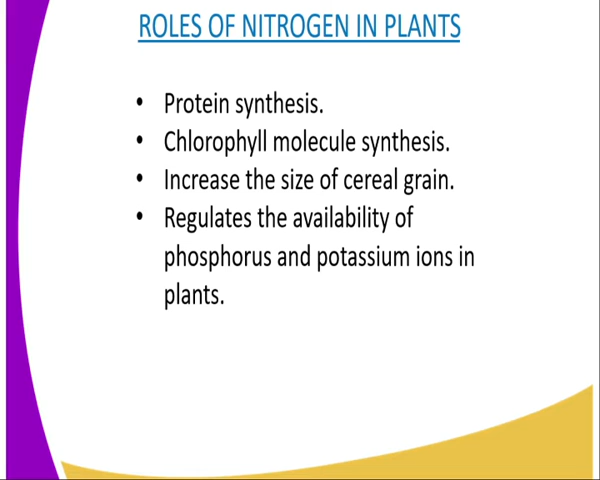 ROLES OF NITROGEN IN PLANTS
• Protein synthesis.
• Chlorophyll molecule synthesis.
• Increase the size of cereal grain.
• Regulates the availability of
phosphorus and potassium ions in
plants.